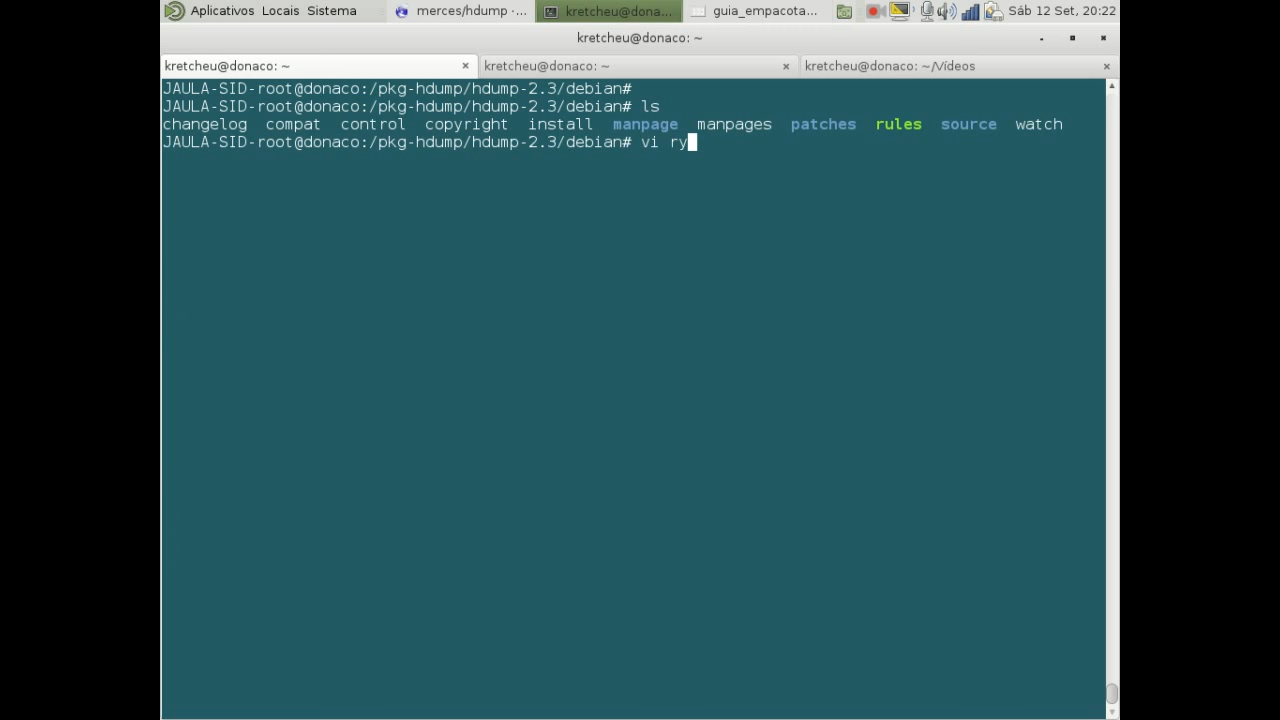 Aplicativos Locais Sistema merces/hdump ·... kretcheu@dona... guia_empacota... Sáb 12 Set, 20:22
kretcheu@donaco: ~
kretcheu@donaco: ~ kretcheu@donaco: ~ kretcheu@donaco: ~/Vídeos
JAULA-SID-root@donaco:/pkg-hdump/hdump-2.3/debian#
JAULA-SID-root@donaco:/pkg-hdump/hdump-2.3/debian# ls
changelog compat control copyright install manpage manpages patches rules source watch
JAULA-SID-root@donaco:/pkg-hdump/hdump-2.3/debian# vi ry